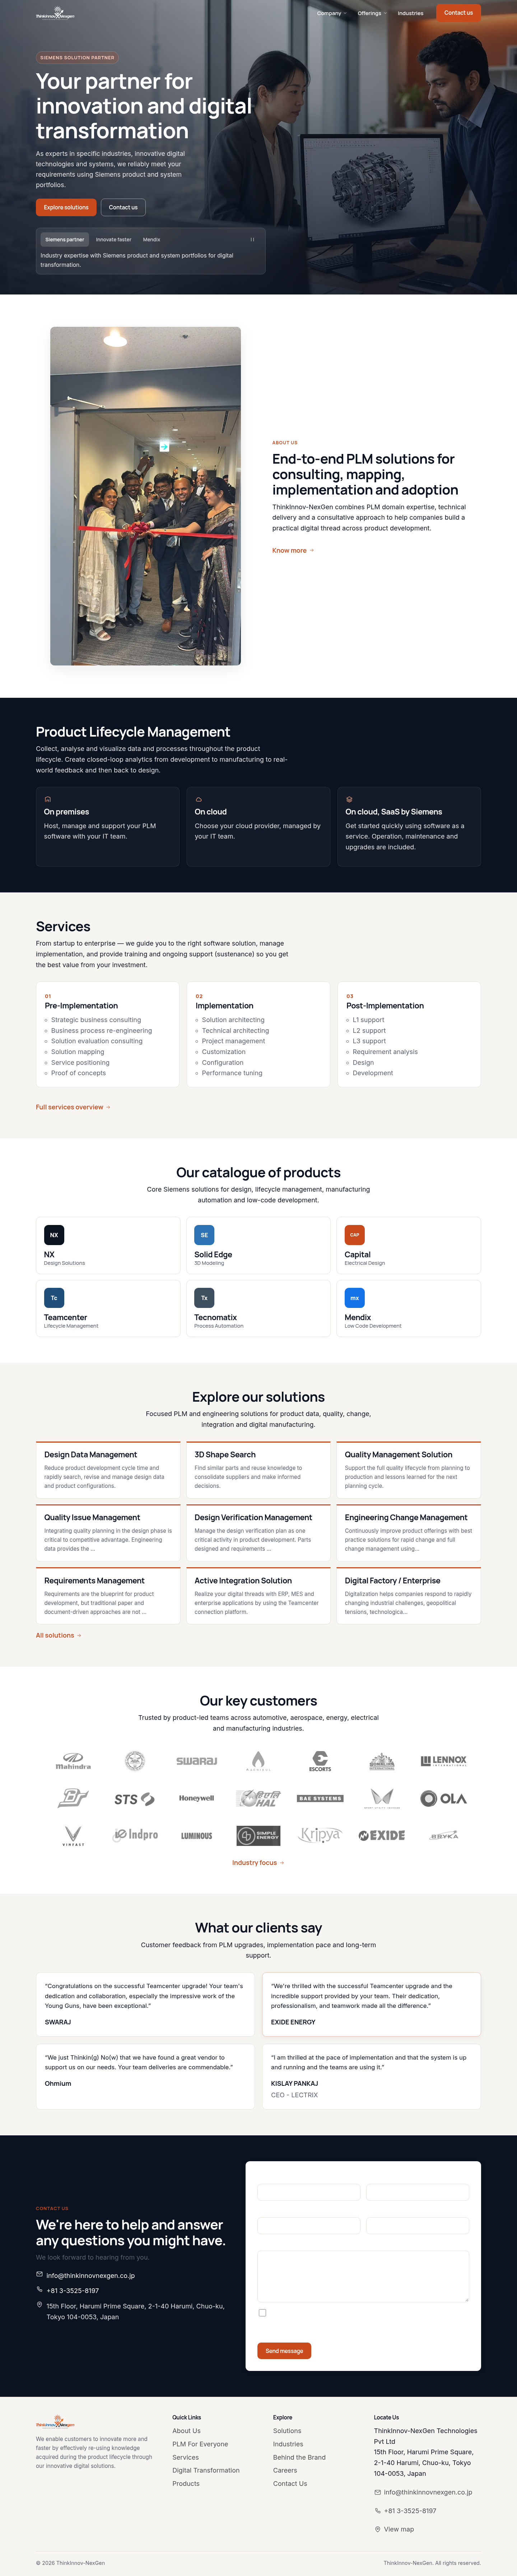 ThinkInnov NexGen
Company
Offerings
Industries
Contact us
SIEMENS SOLUTION PARTNER
Your partner for
innovation and digital
transformation
As experts in specific industries, innovative digital
technologies and systems, we reliably meet your
requirements using Siemens product and system
portfolios.
Explore solutions
Contact us
Siemens partner
Innovate faster
Mendix
Industry expertise with Siemens product and system portfolios for digital
transformation.
ABOUT US
End-to-end PLM solutions for
consulting, mapping,
implementation and adoption
ThinkInnov-NexGen combines PLM domain expertise, technical
delivery and a consultative approach to help companies build a
practical digital thread across product development.
Know more →
Product Lifecycle Management
Collect, analyse and visualize data and processes throughout the product
lifecycle. Create closed-loop analytics from development to manufacturing to real-
world feedback and then back to design.
On premises
Host, manage and support your PLM
software with your IT team.
On cloud
Choose your cloud provider, managed by
your IT team.
On cloud, SaaS by Siemens
Get started quickly using software as a
service. Operation, maintenance and
upgrades are included.
Services
From startup to enterprise — we guide you to the right software solution, manage
implementation, and provide training and ongoing support (sustenance) so you get
the best value from your investment.
01
Pre-Implementation
Strategic business consulting
Business process re-engineering
Solution evaluation consulting
Solution mapping
Service positioning
Proof of concepts
02
Implementation
Solution architecting
Technical architecting
Project management
Customization
Configuration
Performance tuning
03
Post-Implementation
L1 support
L2 support
L3 support
Requirement analysis
Design
Development
Full services overview →
Our catalogue of products
Core Siemens solutions for design, lifecycle management, manufacturing
automation and low-code development.
NX
NX
Design Solutions
SE
Solid Edge
3D Modeling
CAP
Capital
Electrical Design
Tc
Teamcenter
Lifecycle Management
Tx
Tecnomatix
Process Automation
mx
Mendix
Low Code Development
Explore our solutions
Focused PLM and engineering solutions for product data, quality, change,
integration and digital manufacturing.
Design Data Management
Reduce product development cycle time and
rapidly search, revise and manage design data
and product configurations.
3D Shape Search
Find similar parts and reuse knowledge to
consolidate suppliers and make informed
decisions.
Quality Management Solution
Support the full quality lifecycle from planning to
production and lessons learned for the next
planning cycle.
Quality Issue Management
Integrating quality planning in the design phase is
critical to competitive advantage. Engineering
data provides the ...
Design Verification Management
Manage the design verification plan as one
critical activity in product development. Parts
designed and requirements ...
Engineering Change Management
Continuously improve product offerings with best
practice solutions for rapid change and full
change management using...
Requirements Management
Requirements are the blueprint for product
development, but traditional paper and
document-driven approaches are not ...
Active Integration Solution
Realize your digital threads with ERP, MES and
enterprise applications by using the Teamcenter
connection platform.
Digital Factory / Enterprise
Digitalization helps companies respond to rapidly
changing industrial challenges, geopolitical
tensions, technologica...
All solutions →
Our key customers
Trusted by product-led teams across automotive, aerospace, energy, electrical
and manufacturing industries.
Mahindra
SWARAJ
ESCORTS
LENNOX
INTERNATIONAL
STS
Honeywell
HAL
BAE SYSTEMS
OLA
VINFAST
Indpro
LUMINOUS
SIMPLE
ENERGY
Kripya
EXIDE
Industry focus →
What our clients say
Customer feedback from PLM upgrades, implementation pace and long-term
support.
"Congratulations on the successful Teamcenter upgrade! Your team's
dedication and collaboration, especially the impressive work of the
Young Guns, have been exceptional."
SWARAJ
"We're thrilled with the successful Teamcenter upgrade and the
incredible support provided by your team. Their dedication,
professionalism, and teamwork made all the difference."
EXIDE ENERGY
"We just Thinkin(g) No(w) that we have found a great vendor to
support us on our needs. Your team deliveries are commendable."
Ohmium
"I am thrilled at the pace of implementation and that the system is up
and running and the teams are using it."
KISLAY PANKAJ
CEO - LECTRIX
CONTACT US
We're here to help and answer
any questions you might have.
We look forward to hearing from you.
info@thinkinnovnexgen.co.jp
+81 3-3525-8197
15th Floor, Harumi Prime Square, 2-1-40 Harumi, Chuo-ku,
Tokyo 104-0053, Japan
Send message
ThinkInnov NexGen
We enable customers to innovate more and
faster by effectively re-using knowledge
acquired during the product lifecycle through
our innovative digital solutions.
Quick Links
About Us
PLM For Everyone
Services
Digital Transformation
Products
Explore
Solutions
Industries
Behind the Brand
Careers
Contact Us
Locate Us
ThinkInnov-NexGen Technologies
Pvt Ltd
15th Floor, Harumi Prime Square,
2-1-40 Harumi, Chuo-ku, Tokyo
104-0053, Japan
info@thinkinnovnexgen.co.jp
+81 3-3525-8197
View map
© 2026 ThinkInnov-NexGen
ThinkInnov-NexGen. All rights reserved.